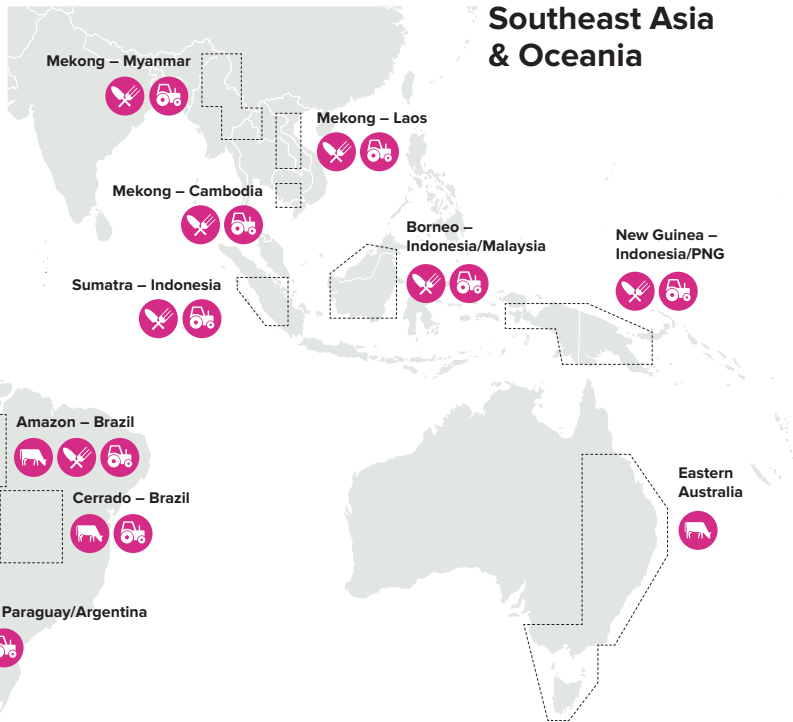 Southeast Asia
& Oceania
Mekong – Myanmar
Mekong – Laos
Mekong – Cambodia
Borneo –
Indonesia/Malaysia
New Guinea –
Indonesia/PNG
Sumatra – Indonesia
Amazon – Brazil
Cerrado – Brazil
Eastern
Australia
Paraguay/Argentina